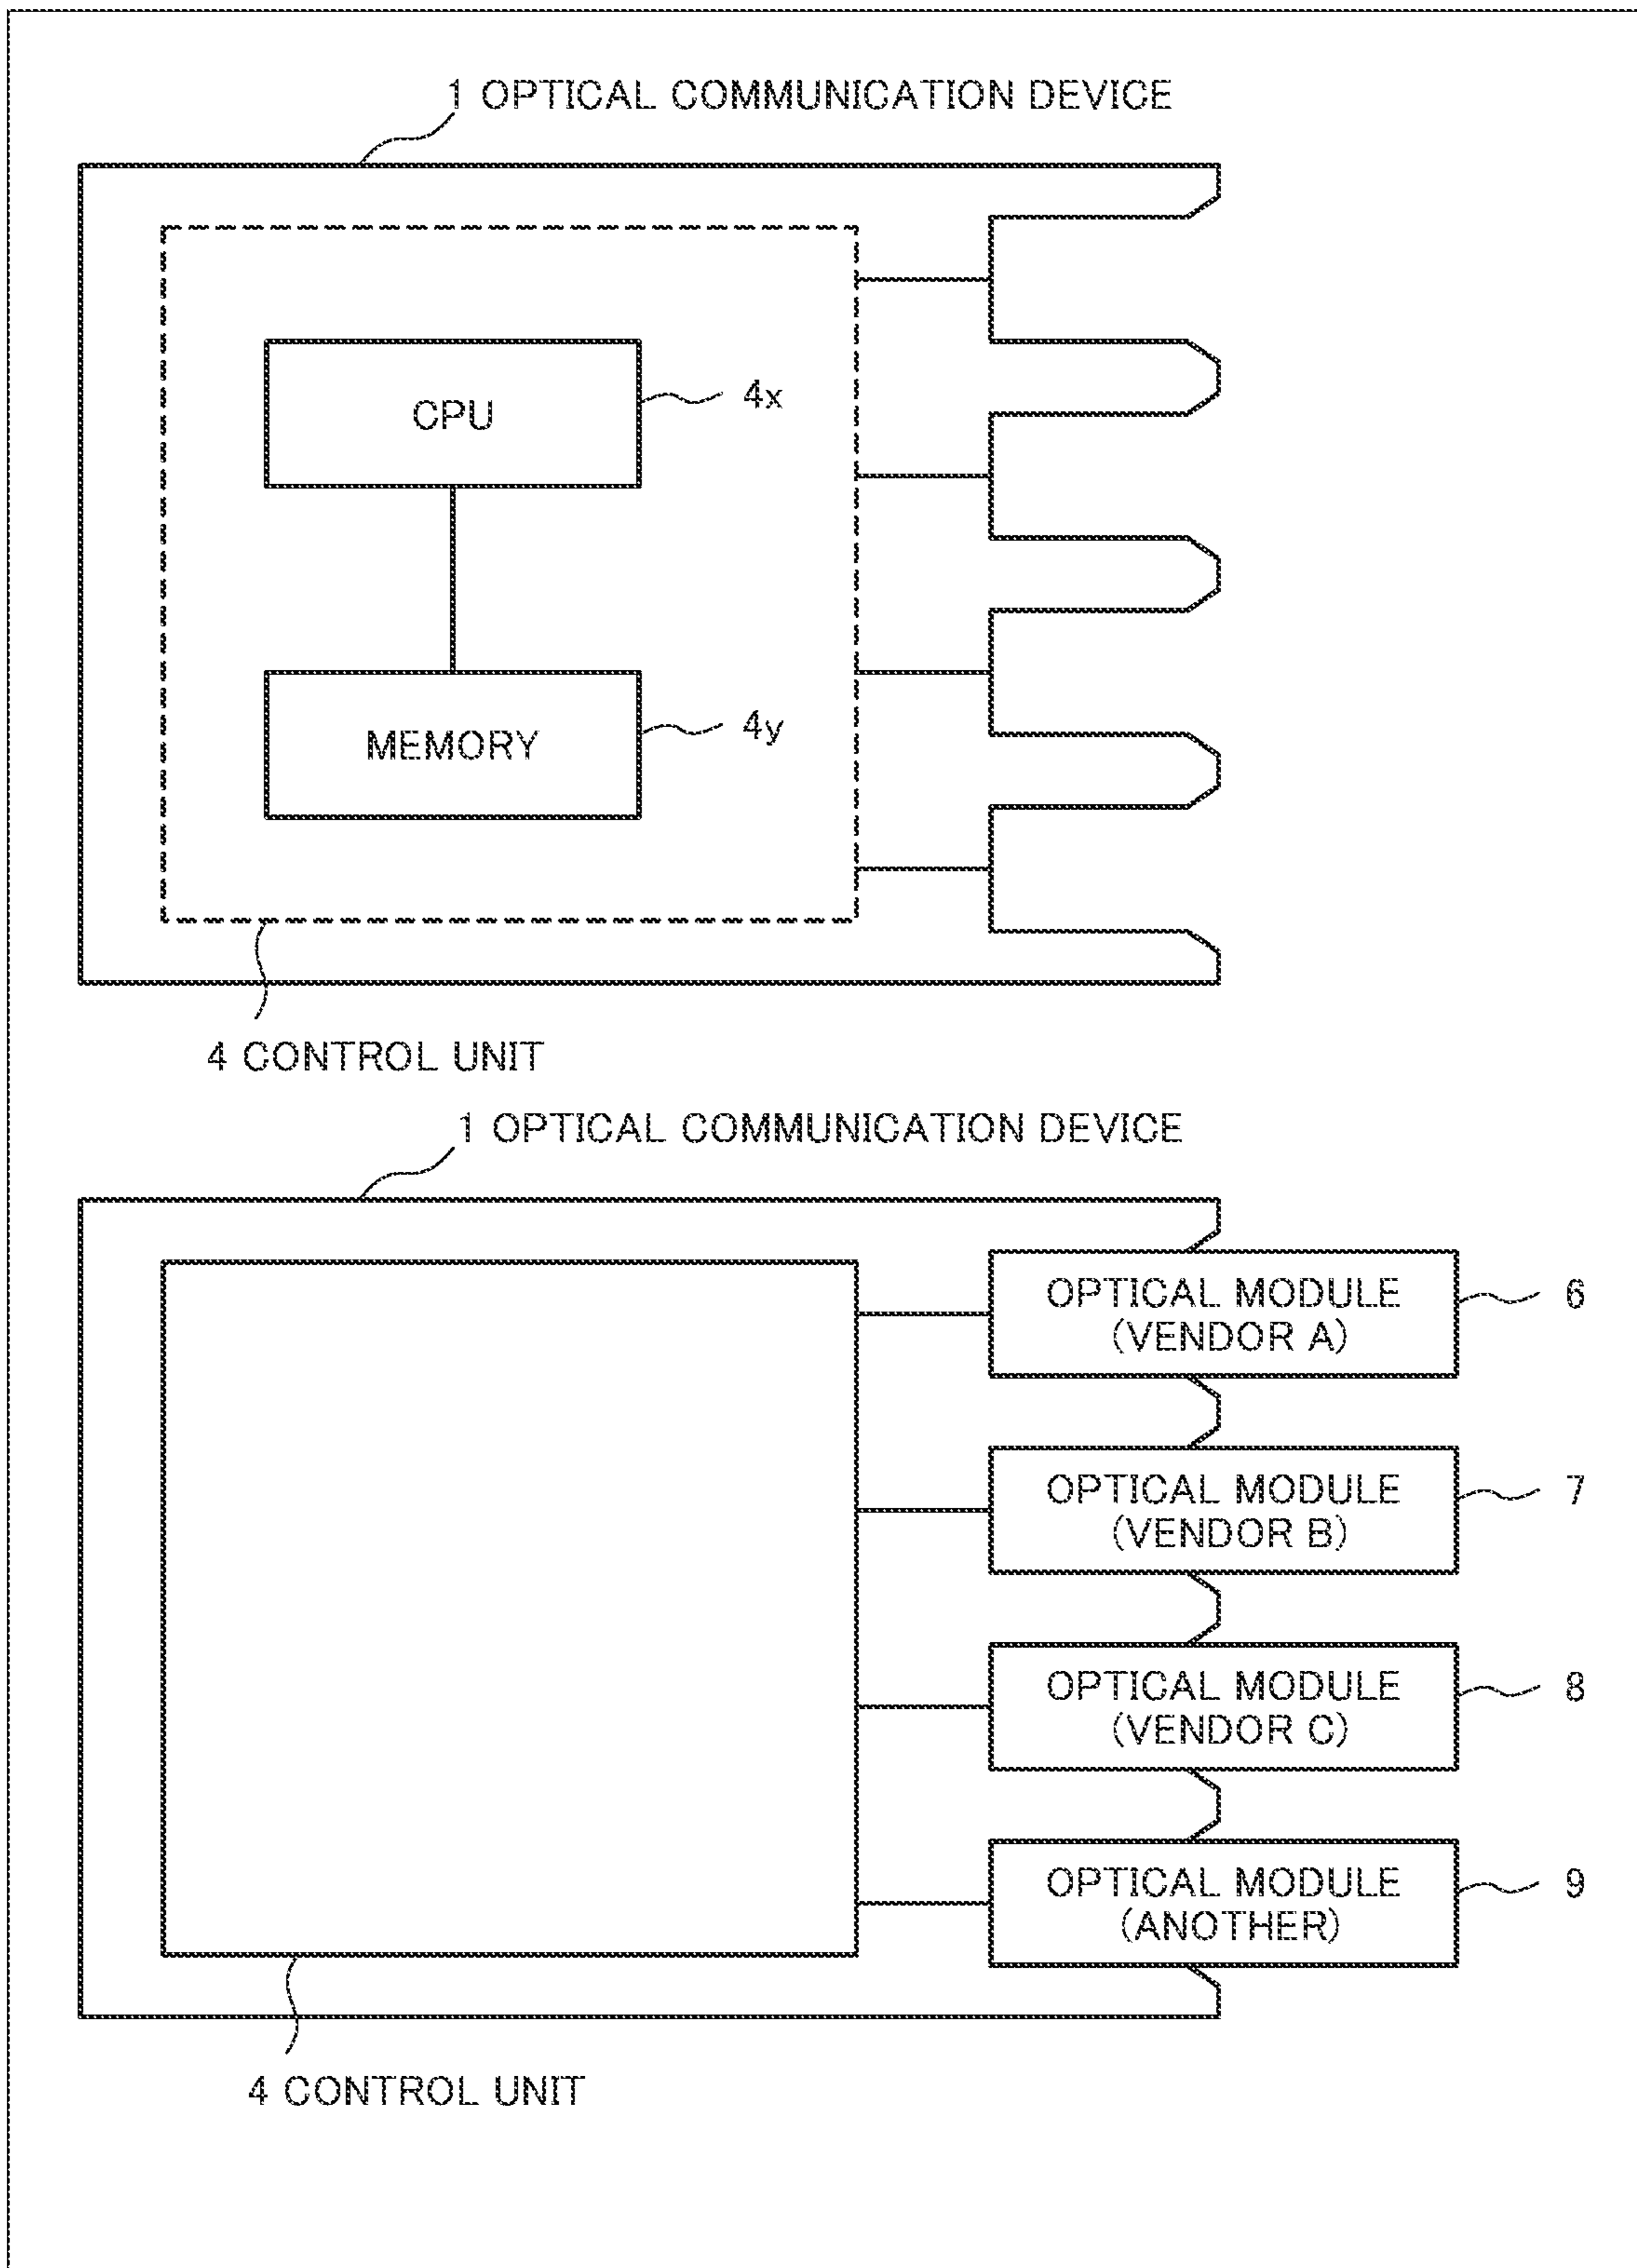 1 OPTICAL COMMUNICATION DEVICE
CPU
4x
MEMORY
4y
4 CONTROL UNIT
1 OPTICAL COMMUNICATION DEVICE
OPTICAL MODULE
(VENDOR A)
6
OPTICAL MODULE
(VENDOR B)
7
OPTICAL MODULE
(VENDOR C)
8
OPTICAL MODULE
(ANOTHER)
9
4 CONTROL UNIT